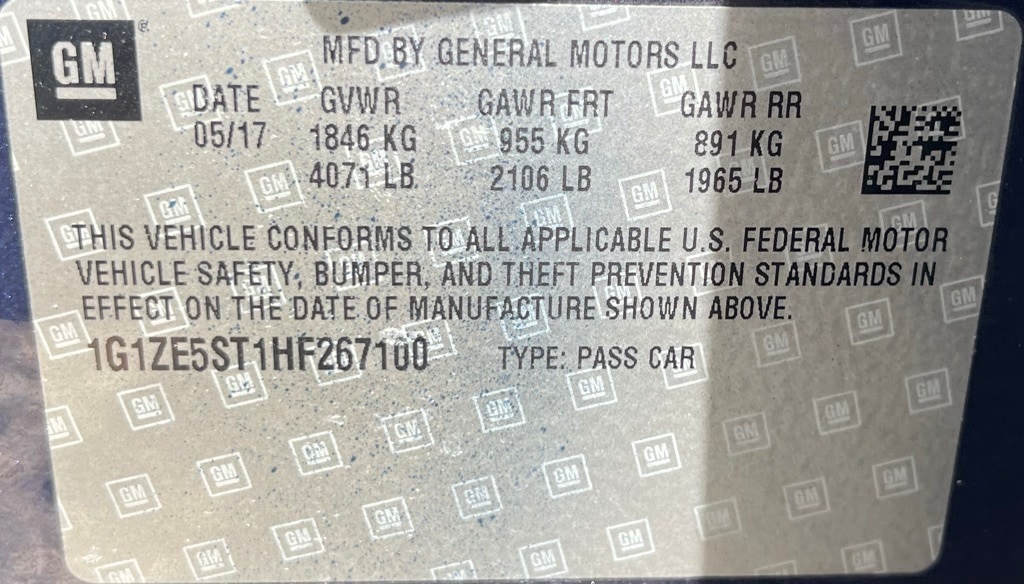 GM
MFD BY GENERAL MOTORS LLC
DATE GVWR GAWR FRT GAWR RR
05/17 1846 KG 955 KG 891 KG
4071 LB 2106 LB 1965 LB
THIS VEHICLE CONFORMS TO ALL APPLICABLE U.S. FEDERAL MOTOR
VEHICLE SAFETY, BUMPER, AND THEFT PREVENTION STANDARDS IN
EFFECT ON THE DATE OF MANUFACTURE SHOWN ABOVE.
1G1ZE5ST1HF267100 TYPE: PASS CAR